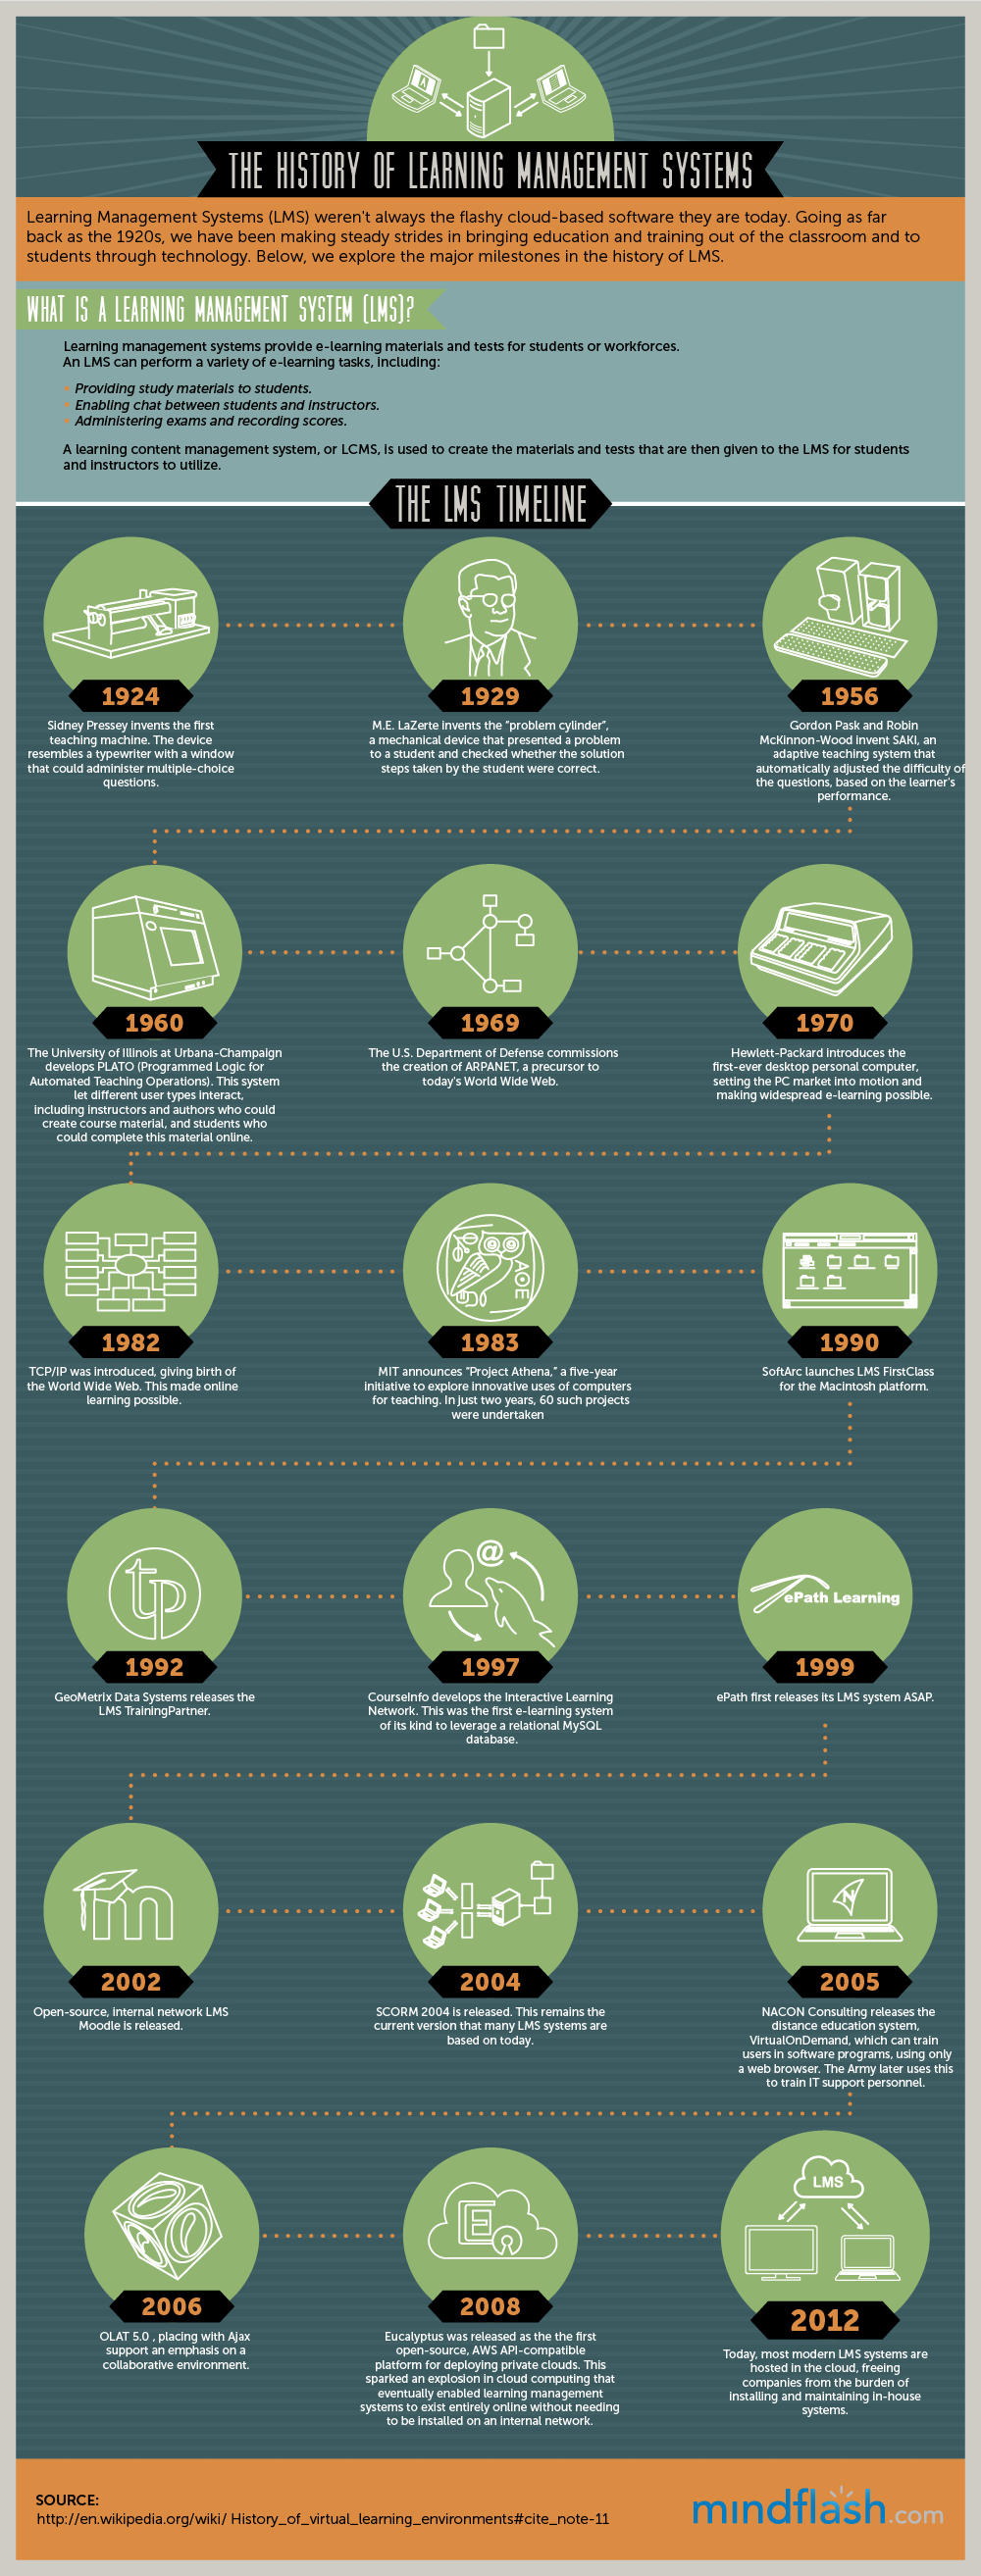 THE HISTORY OF LEARNING MANAGEMENT SYSTEMS
Learning Management Systems (LMS) weren't always the flashy cloud-based software they are today. Going as far
back as the 1920s, we have been making steady strides in bringing education and training out of the classroom and to
students through technology. Below, we explore the major milestones in the history of LMS.
WHAT IS A LEARNING MANAGEMENT SYSTEM (LMS)?
Learning management systems provide e-learning materials and tests for students or workforces.
An LMS can perform a variety of e-learning tasks, including:
• Providing study materials to students.
• Enabling chat between students and instructors.
• Administering exams and recording scores.
A learning content management system, or LCMS, is used to create the materials and tests that are then given to the LMS for students
and instructors to utilize.
THE LMS TIMELINE
1924
Sidney Pressey invents the first
teaching machine. The device
resembles a typewriter with a window
that could administer multiple-choice
questions.
1929
M.E. LaZerte invents the "problem cylinder",
a mechanical device that presented a problem
to a student and checked whether the solution
steps taken by the student were correct.
1956
Gordon Pask and Robin
McKinnon-Wood invent SAKI, an
adaptive teaching system that
automatically adjusted the difficulty of
the questions, based on the learner's
performance.
1960
The University of Illinois at Urbana-Champaign
develops PLATO (Programmed Logic for
Automated Teaching Operations). This system
let different user types interact,
including instructors and authors who could
create course material, and students who
could complete this material online.
1969
The U.S. Department of Defense commissions
the creation of ARPANET, a precursor to
today's World Wide Web.
1970
Hewlett-Packard introduces the
first-ever desktop personal computer,
setting the PC market into motion and
making widespread e-learning possible.
1982
TCP/IP was introduced, giving birth of
the World Wide Web. This made online
learning possible.
ΑΘΕ
1983
MIT announces "Project Athena," a five-year
initiative to explore innovative uses of computers
for teaching. In just two years, 60 such projects
were undertaken
1990
SoftArc launches LMS FirstClass
for the Macintosh platform.
tp
1992
GeoMetrix Data Systems releases the
LMS TrainingPartner.
@
1997
CourseInfo develops the Interactive Learning
Network. This was the first e-learning system
of its kind to leverage a relational MySQL
database.
ePath Learning
1999
ePath first releases its LMS system ASAP.
m
2002
Open-source, internal network LMS
Moodle is released.
2004
SCORM 2004 is released. This remains the
current version that many LMS systems are
based on today.
N
2005
NACON Consulting releases the
distance education system,
VirtualOnDemand, which can train
users in software programs, using only
a web browser. The Army later uses this
to train IT support personnel.
2006
OLAT 5.0 , placing with Ajax
support an emphasis on a
collaborative environment.
E
2008
Eucalyptus was released as the the first
open-source, AWS API-compatible
platform for deploying private clouds. This
sparked an explosion in cloud computing that
eventually enabled learning management
systems to exist entirely online without needing
to be installed on an internal network.
LMS
2012
Today, most modern LMS systems are
hosted in the cloud, freeing
companies from the burden of
installing and maintaining in-house
systems.
SOURCE:
http://en.wikipedia.org/wiki/ History_of_virtual_learning_environments#cite_note-11
mindflash.com